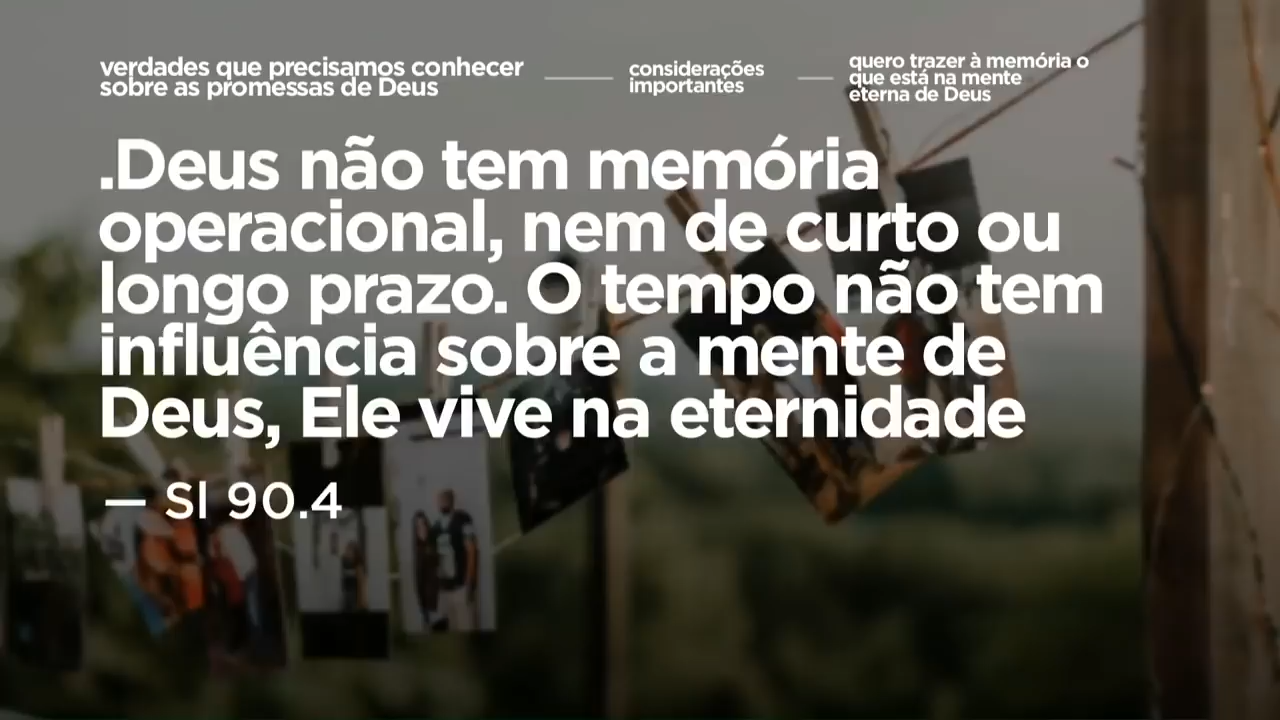 verdades que precisamos conhecer
sobre as promessas de Deus
considerações
importantes
quero trazer à memória o
que está na mente
eterna de Deus
.Deus não tem memória
operacional, nem de curto ou
longo prazo. O tempo não tem
influência sobre a mente de
Deus, Ele vive na eternidade
— Sl 90.4